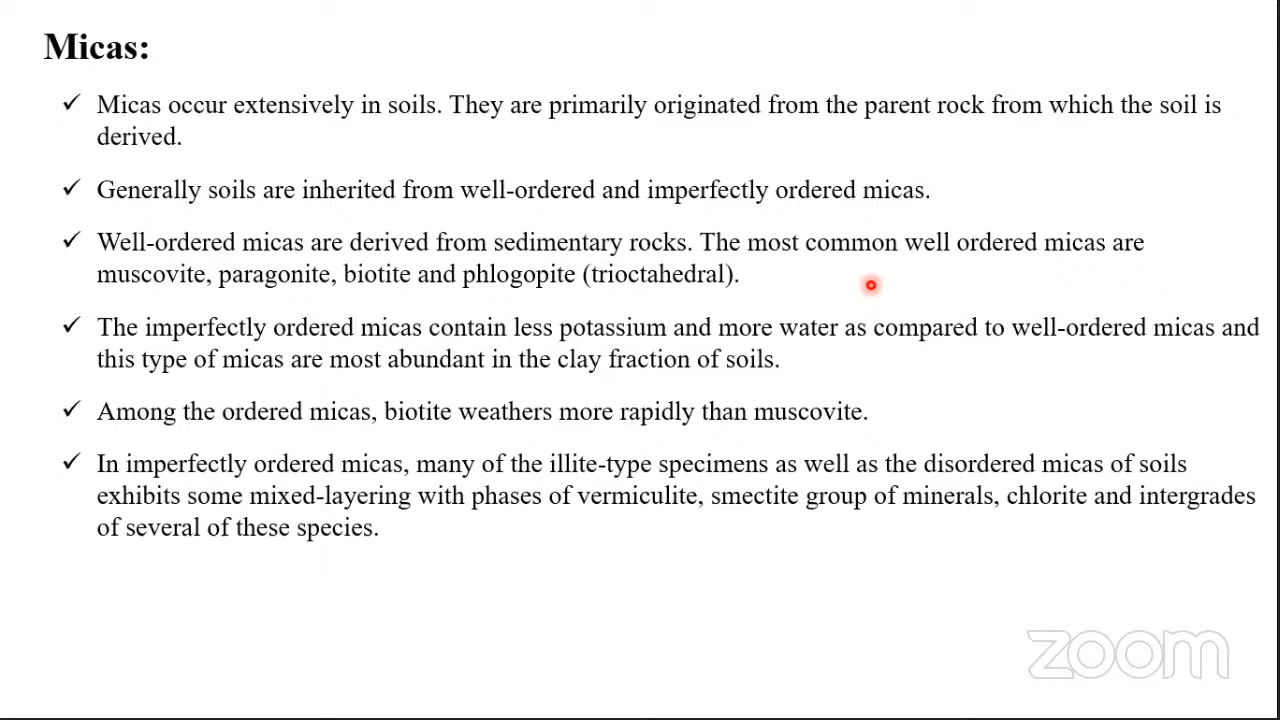 Micas:
✓ Micas occur extensively in soils. They are primarily originated from the parent rock from which the soil is
derived.
✓ Generally soils are inherited from well-ordered and imperfectly ordered micas.
✓ Well-ordered micas are derived from sedimentary rocks. The most common well ordered micas are
muscovite, paragonite, biotite and phlogopite (trioctahedral).
✓ The imperfectly ordered micas contain less potassium and more water as compared to well-ordered micas and
this type of micas are most abundant in the clay fraction of soils.
✓ Among the ordered micas, biotite weathers more rapidly than muscovite.
✓ In imperfectly ordered micas, many of the illite-type specimens as well as the disordered micas of soils
exhibits some mixed-layering with phases of vermiculite, smectite group of minerals, chlorite and intergrades
of several of these species.
zoom